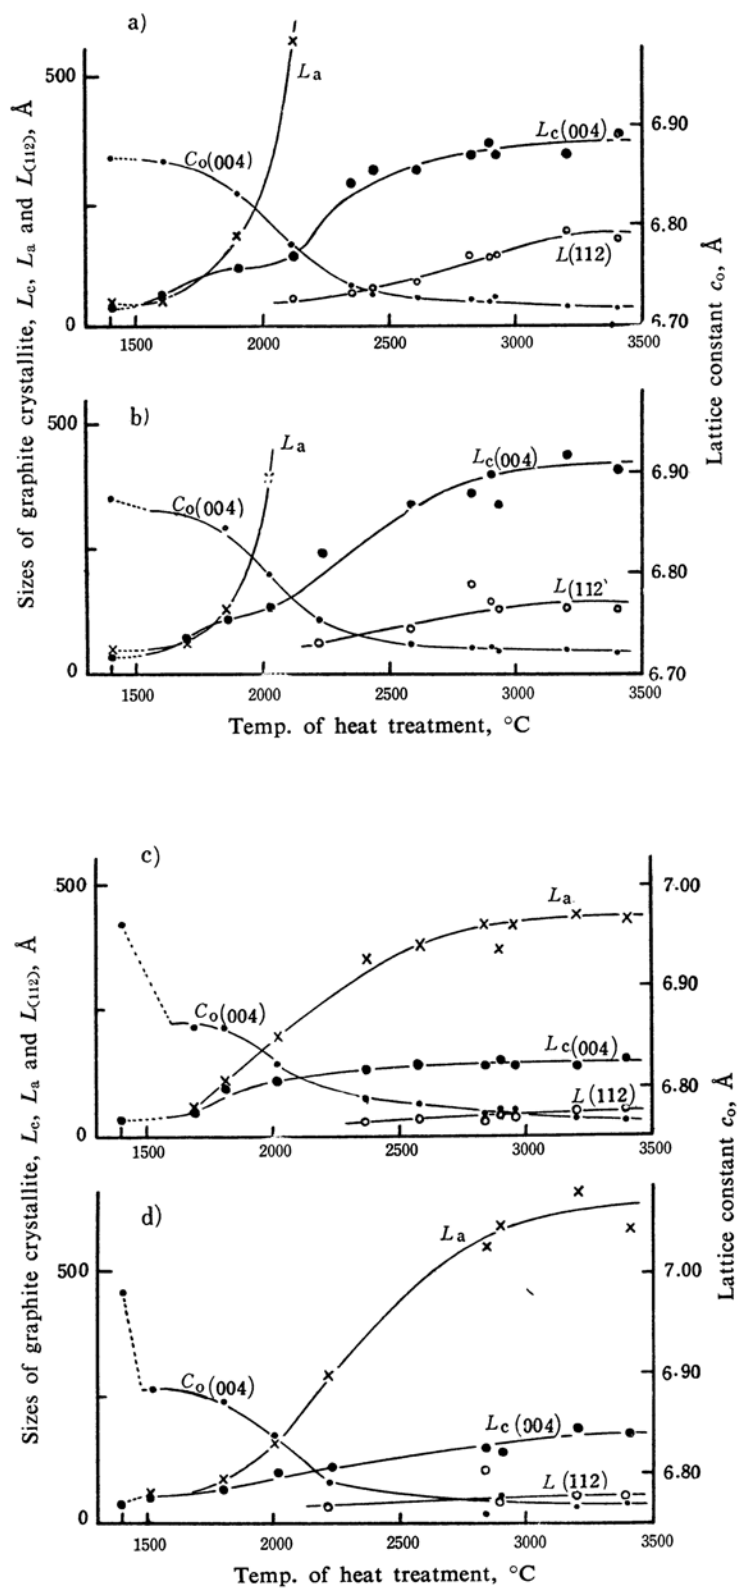 a)
500
0
Sizes of graphite crystallite, Lc, La and L(112), Å
La
Co(004)
Lc(004)
L(112)
6.90
6.80
6.70
Lattice constant co, Å
1500 2000 2500 3000 3500
b)
500
0
La
Co(004)
Lc(004)
L(112)
6.90
6.80
6.70
1500 2000 2500 3000 3500
Temp. of heat treatment, °C
c)
500
0
Sizes of graphite crystallite, Lc, La and L(112), Å
La
Co(004)
Lc(004)
L(112)
7.00
6.90
6.80
Lattice constant co, Å
1500 2000 2500 3000 3500
d)
500
0
La
Co(004)
Lc(004)
L(112)
7.00
6.90
6.80
1500 2000 2500 3000 3500
Temp. of heat treatment, °C